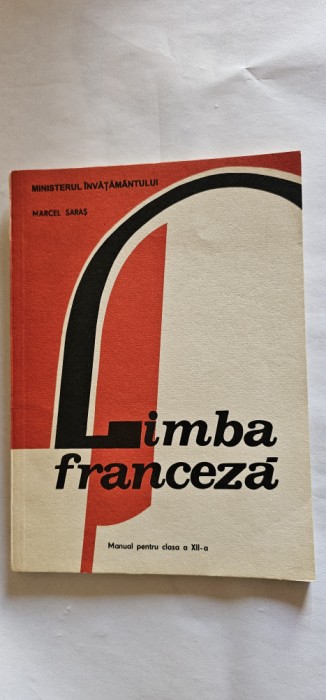 MINISTERUL ÎNVĂȚĂMÂNTULUI
MARCEL SARAȘ
Limba
franceză
Manual pentru clasa a XII-a